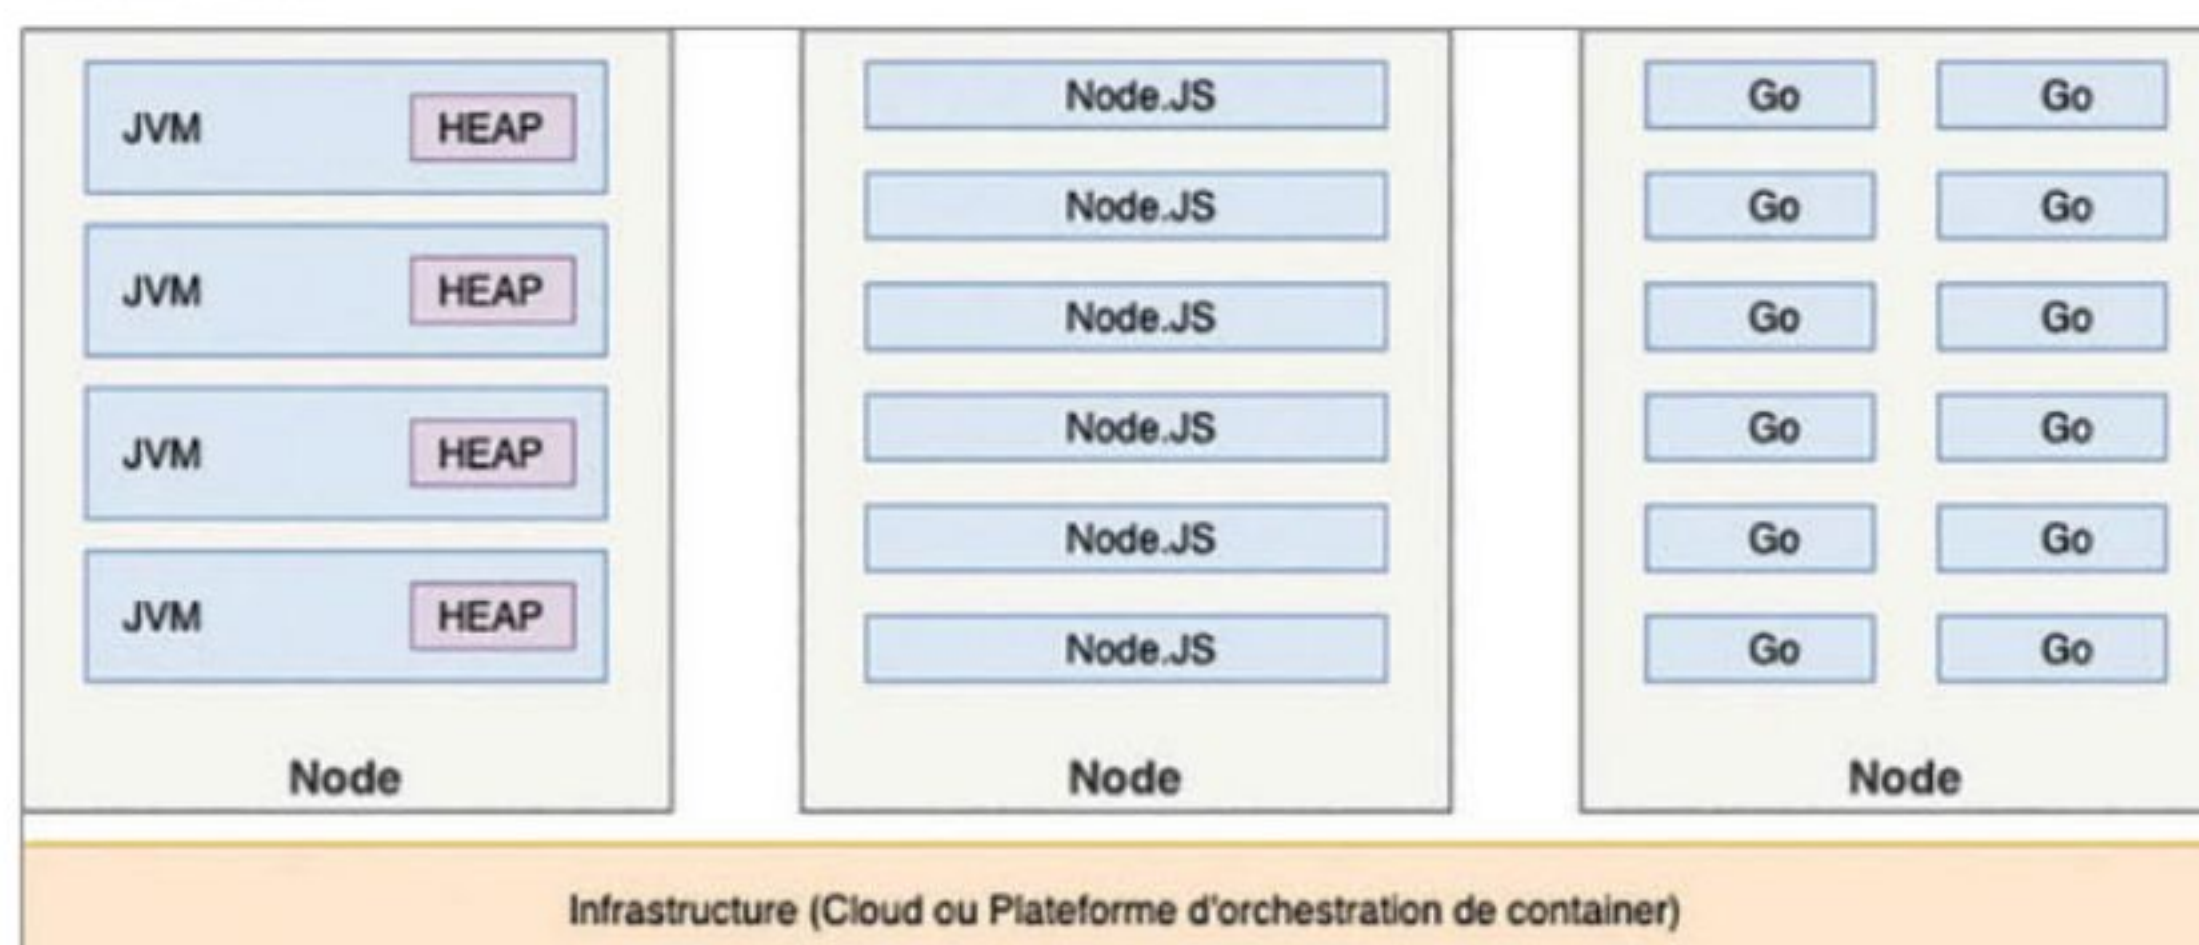 JVM HEAP
JVM HEAP
JVM HEAP
JVM HEAP
Node
Node.JS
Node.JS
Node.JS
Node.JS
Node.JS
Node.JS
Node
Go Go
Go Go
Go Go
Go Go
Go Go
Go Go
Node
Infrastructure (Cloud ou Plateforme d'orchestration de container)